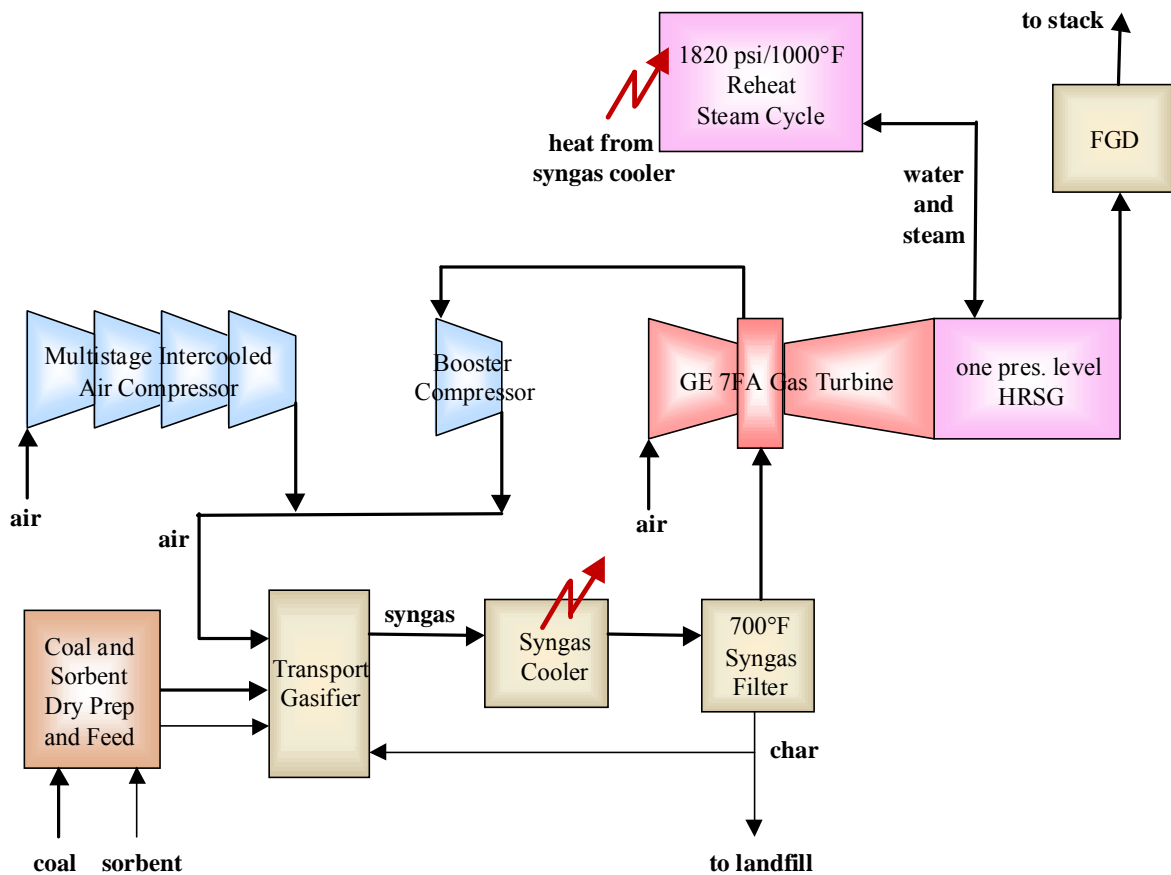 to stack
1820 psi/1000°F
Reheat
Steam Cycle
FGD
heat from
syngas cooler
water
and
steam
Multistage Intercooled
Air Compressor
Booster
Compressor
GE 7FA Gas Turbine
one pres. level
HRSG
air
air
air
Coal and
Sorbent
Dry Prep
and Feed
Transport
Gasifier
syngas
Syngas
Cooler
700°F
Syngas
Filter
char
coal
sorbent
to landfill